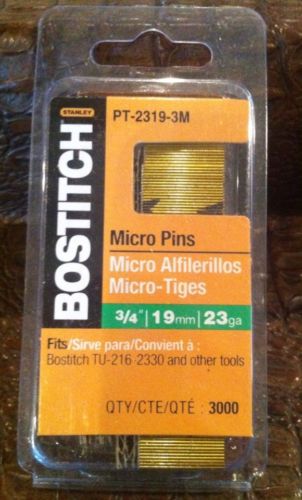 STANLEY
BOSTITCH
PT-2319-3M
Micro Pins
Micro Alfilerillos
Micro-Tiges
3/4" | 19mm | 23ga
Fits/Sirve para/Convient à :
Bostitch TU-216-2330 and other tools
QTY/CTE/QTÉ : 3000